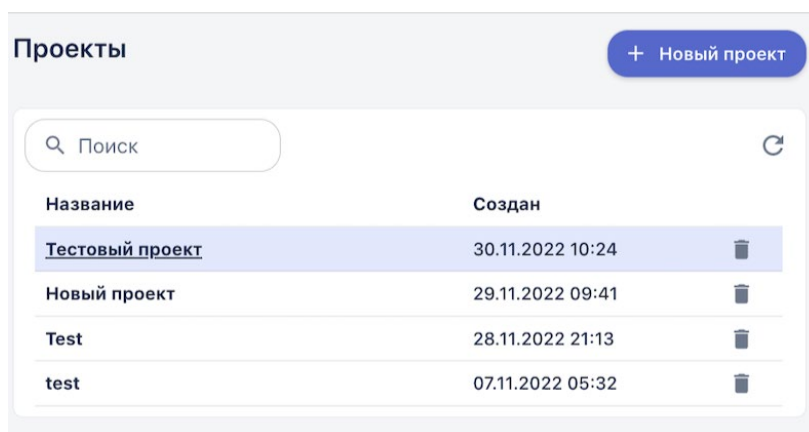 Проекты
+ Новый проект
Поиск
Название Создан
Тестовый проект 30.11.2022 10:24
Новый проект 29.11.2022 09:41
Test 28.11.2022 21:13
test 07.11.2022 05:32